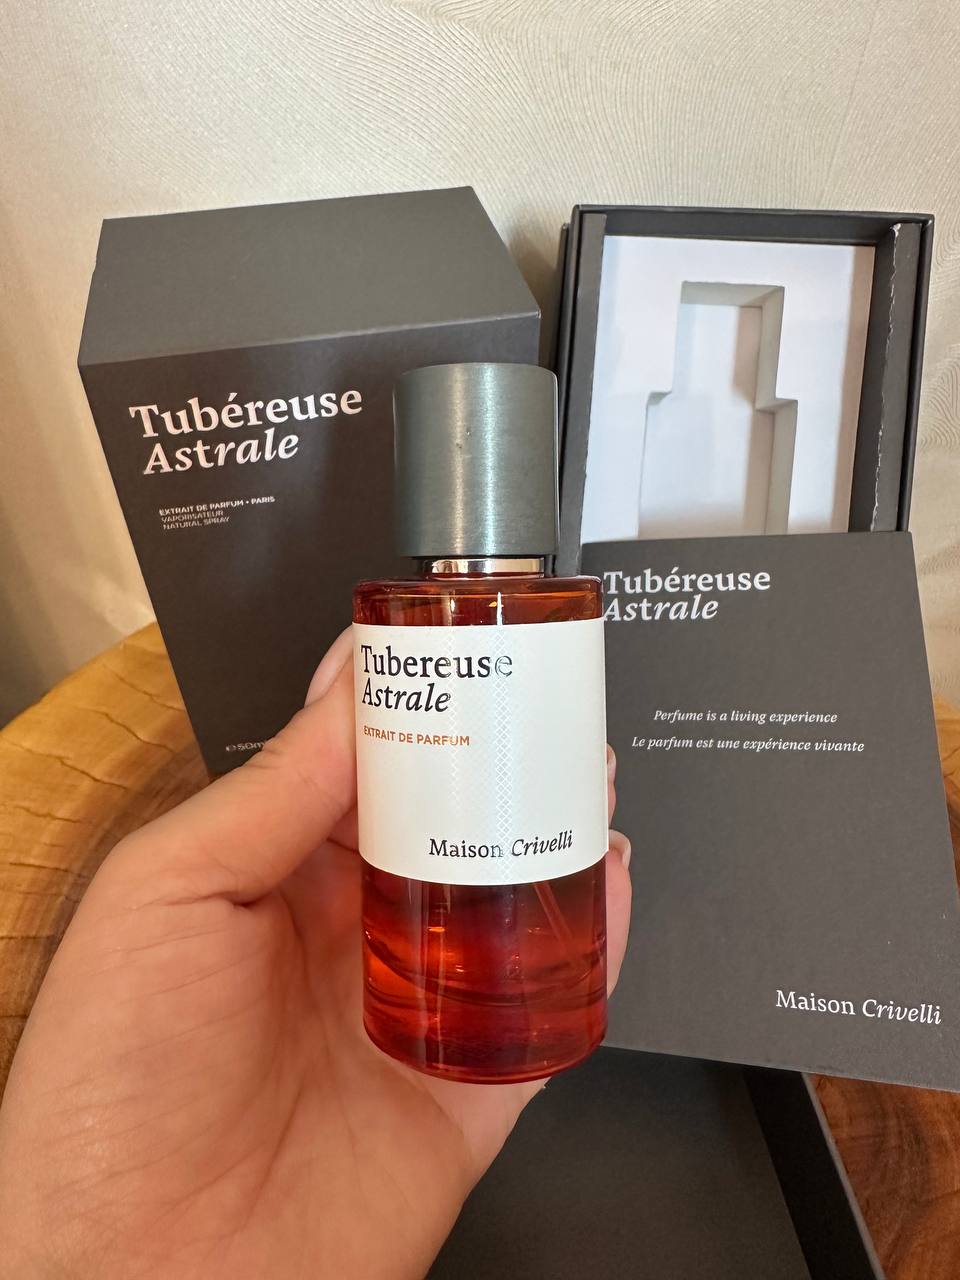 Tubéreuse
Astrale
EXTRAIT DE PARFUM • PARIS
VAPORISATEUR
NATURAL SPRAY
℮50m
Tubereuse
Astrale
EXTRAIT DE PARFUM
Maison Crivelli
Tubéreuse
Astrale
Perfume is a living experience
Le parfum est une expérience vivante
Maison Crivelli